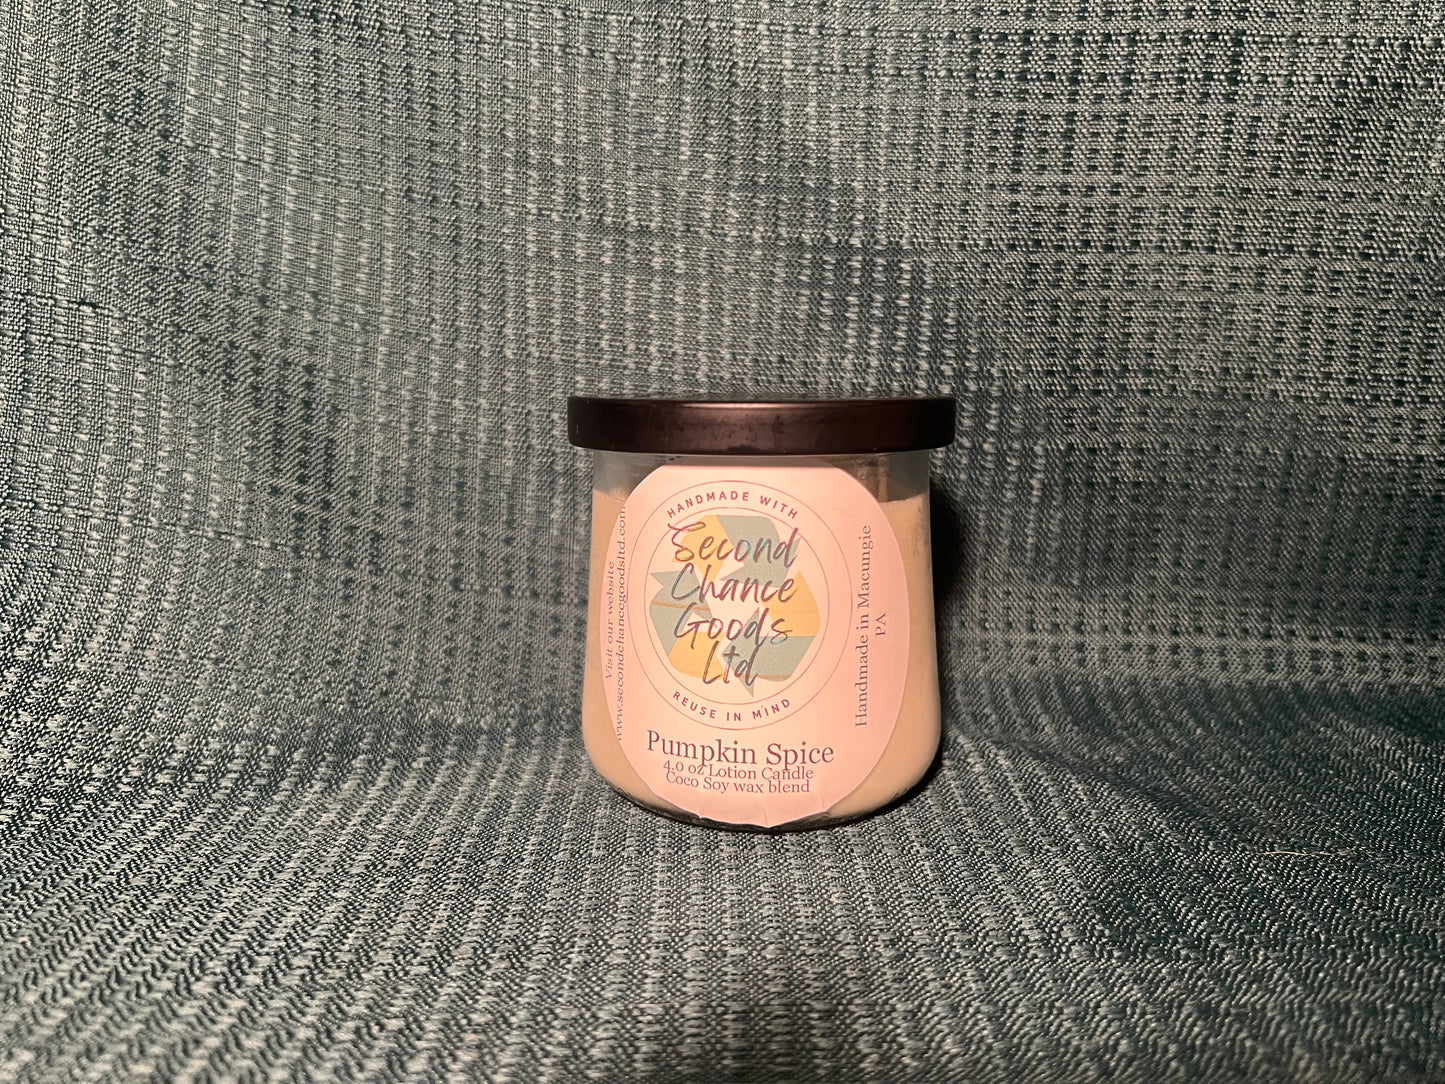 HANDMADE WITH
Second
Chance
Goods
Ltd
REUSE IN MIND
Pumpkin Spice
4.0 oz Lotion Candle
Coco Soy wax blend
Visit our website
www.secondchancegoodsltd.com
Handmade in Macungie
PA